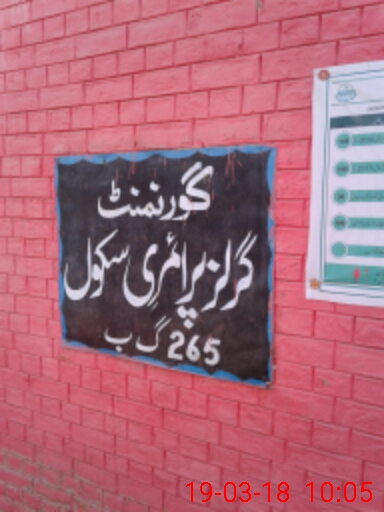 گورنمنٹ
گرلز پرائمری سکول
265 گ ب
19-03-18 10:05